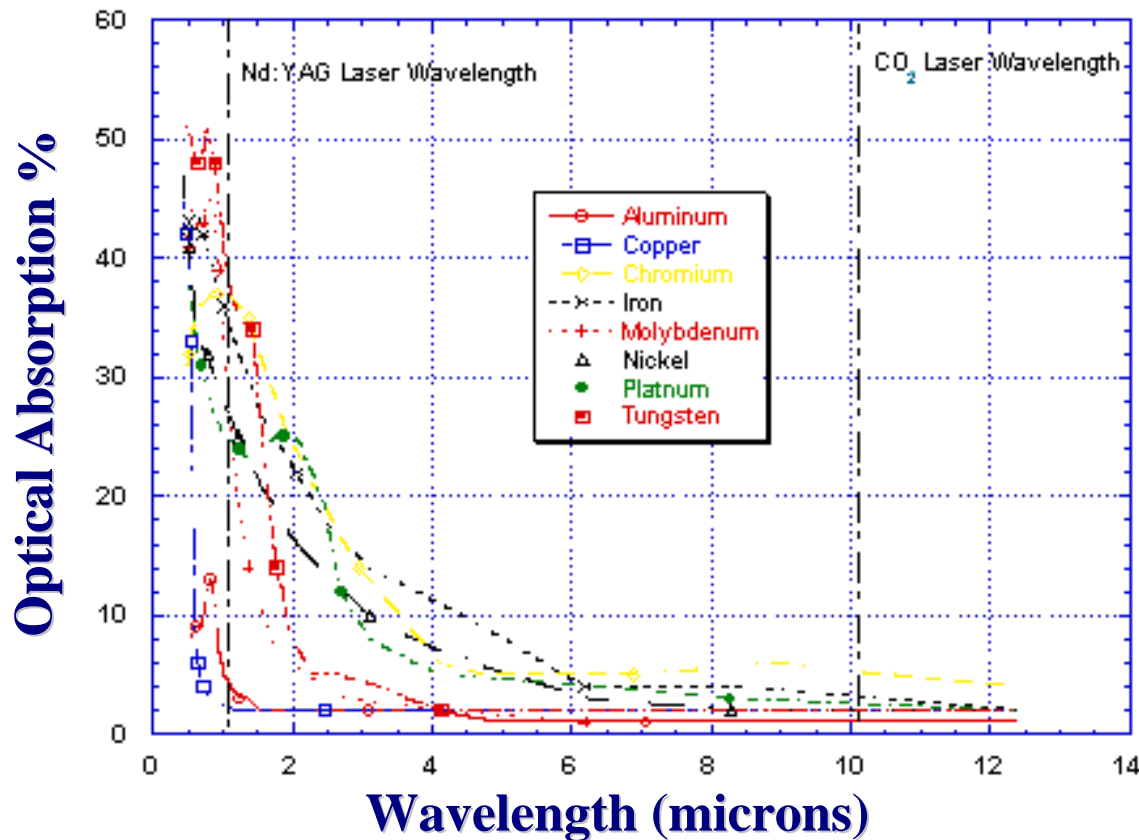 60
50
40
30
20
10
0
Optical Absorption %
Nd:YAG Laser Wavelength
CO2 Laser Wavelength
Aluminum
Copper
Chromium
Iron
Molybdenum
Nickel
Platnum
Tungsten
0 2 4 6 8 10 12 14
Wavelength (microns)